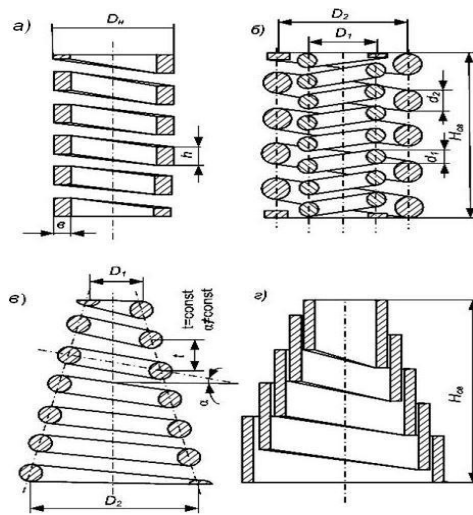 а)
Dн
h
в
б)
D2
D1
d2
d1
Hсв
в)
D1
t=const
α≠const
t
α
D2
г)
Hсв